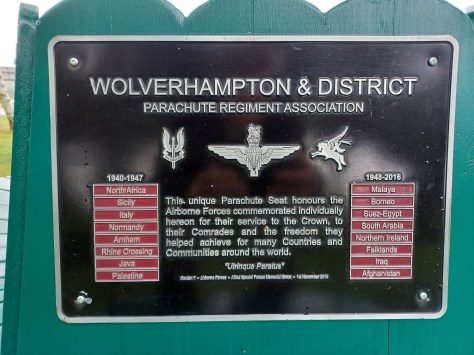 WOLVERHAMPTON & DISTRICT
PARACHUTE REGIMENT ASSOCIATION
1940-1947
North Africa
Sicily
Italy
Normandy
Arnhem
Rhine Crossing
Java
Palestine
This unique Parachute Seat honours the
Airborne Forces commemorated individually
hereon for their service to the Crown, to
their Comrades and the freedom they
helped achieve for many Countries and
Communities around the world.
"Utrinque Paratus"
1948-2016
Malaya
Borneo
Suez-Egypt
South Arabia
Northern Ireland
Falklands
Iraq
Afghanistan